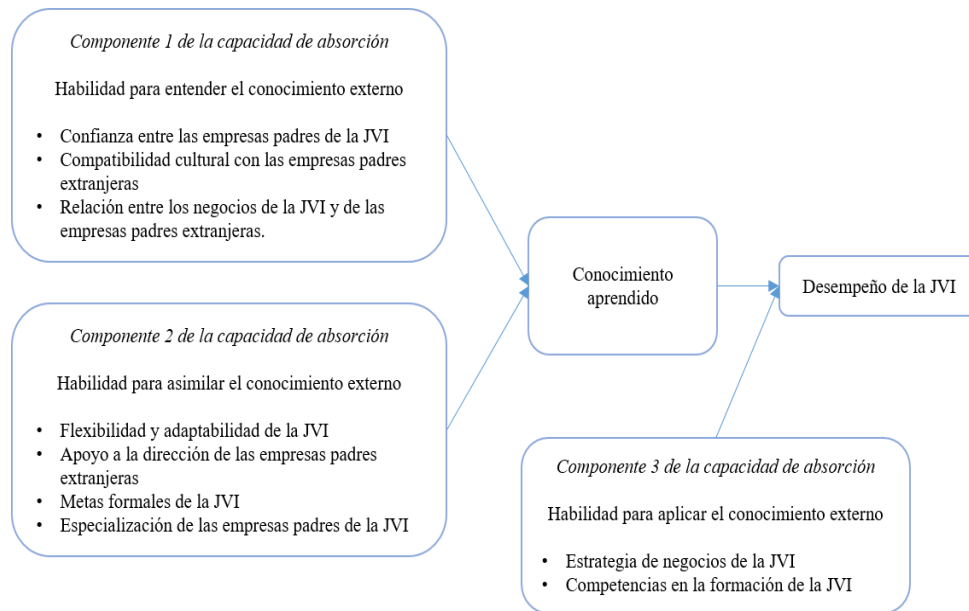 Componente 1 de la capacidad de absorción
Habilidad para entender el conocimiento externo
• Confianza entre las empresas padres de la JVI
• Compatibilidad cultural con las empresas padres
extranjeras
• Relación entre los negocios de la JVI y de las
empresas padres extranjeras.
Componente 2 de la capacidad de absorción
Habilidad para asimilar el conocimiento externo
• Flexibilidad y adaptabilidad de la JVI
• Apoyo a la dirección de las empresas padres
extranjeras
• Metas formales de la JVI
• Especialización de las empresas padres de la JVI
Conocimiento
aprendido
Desempeño de la JVI
Componente 3 de la capacidad de absorción
Habilidad para aplicar el conocimiento externo
• Estrategia de negocios de la JVI
• Competencias en la formación de la JVI